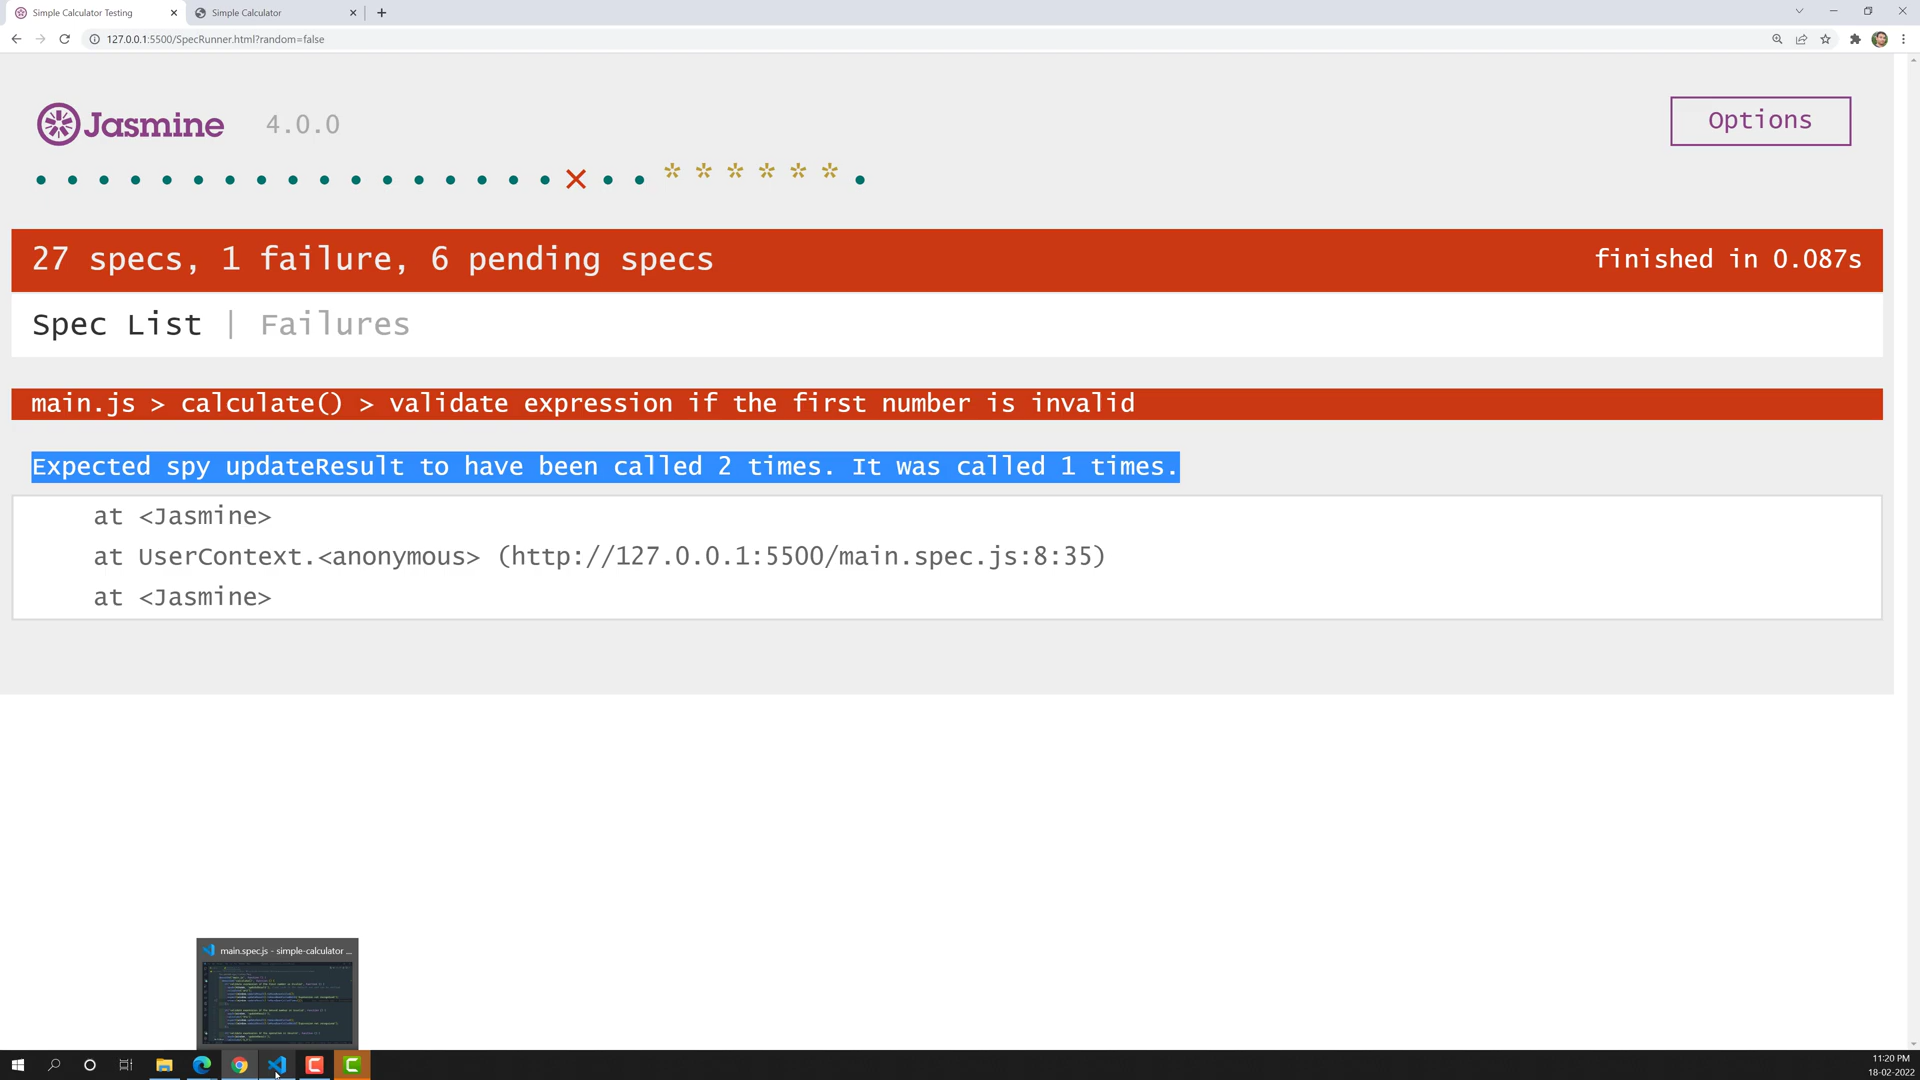 Simple Calculator Testing
Simple Calculator
127.0.0.1:5500/SpecRunner.html?random=false
Jasmine 4.0.0
Options
27 specs, 1 failure, 6 pending specs
finished in 0.087s
Spec List | Failures
main.js > calculate() > validate expression if the first number is invalid
Expected spy updateResult to have been called 2 times. It was called 1 times.
at <Jasmine>
at UserContext.<anonymous> (http://127.0.0.1:5500/main.spec.js:8:35)
at <Jasmine>
main.spec.js - simple-calculator ...
11:20 PM
18-02-2022